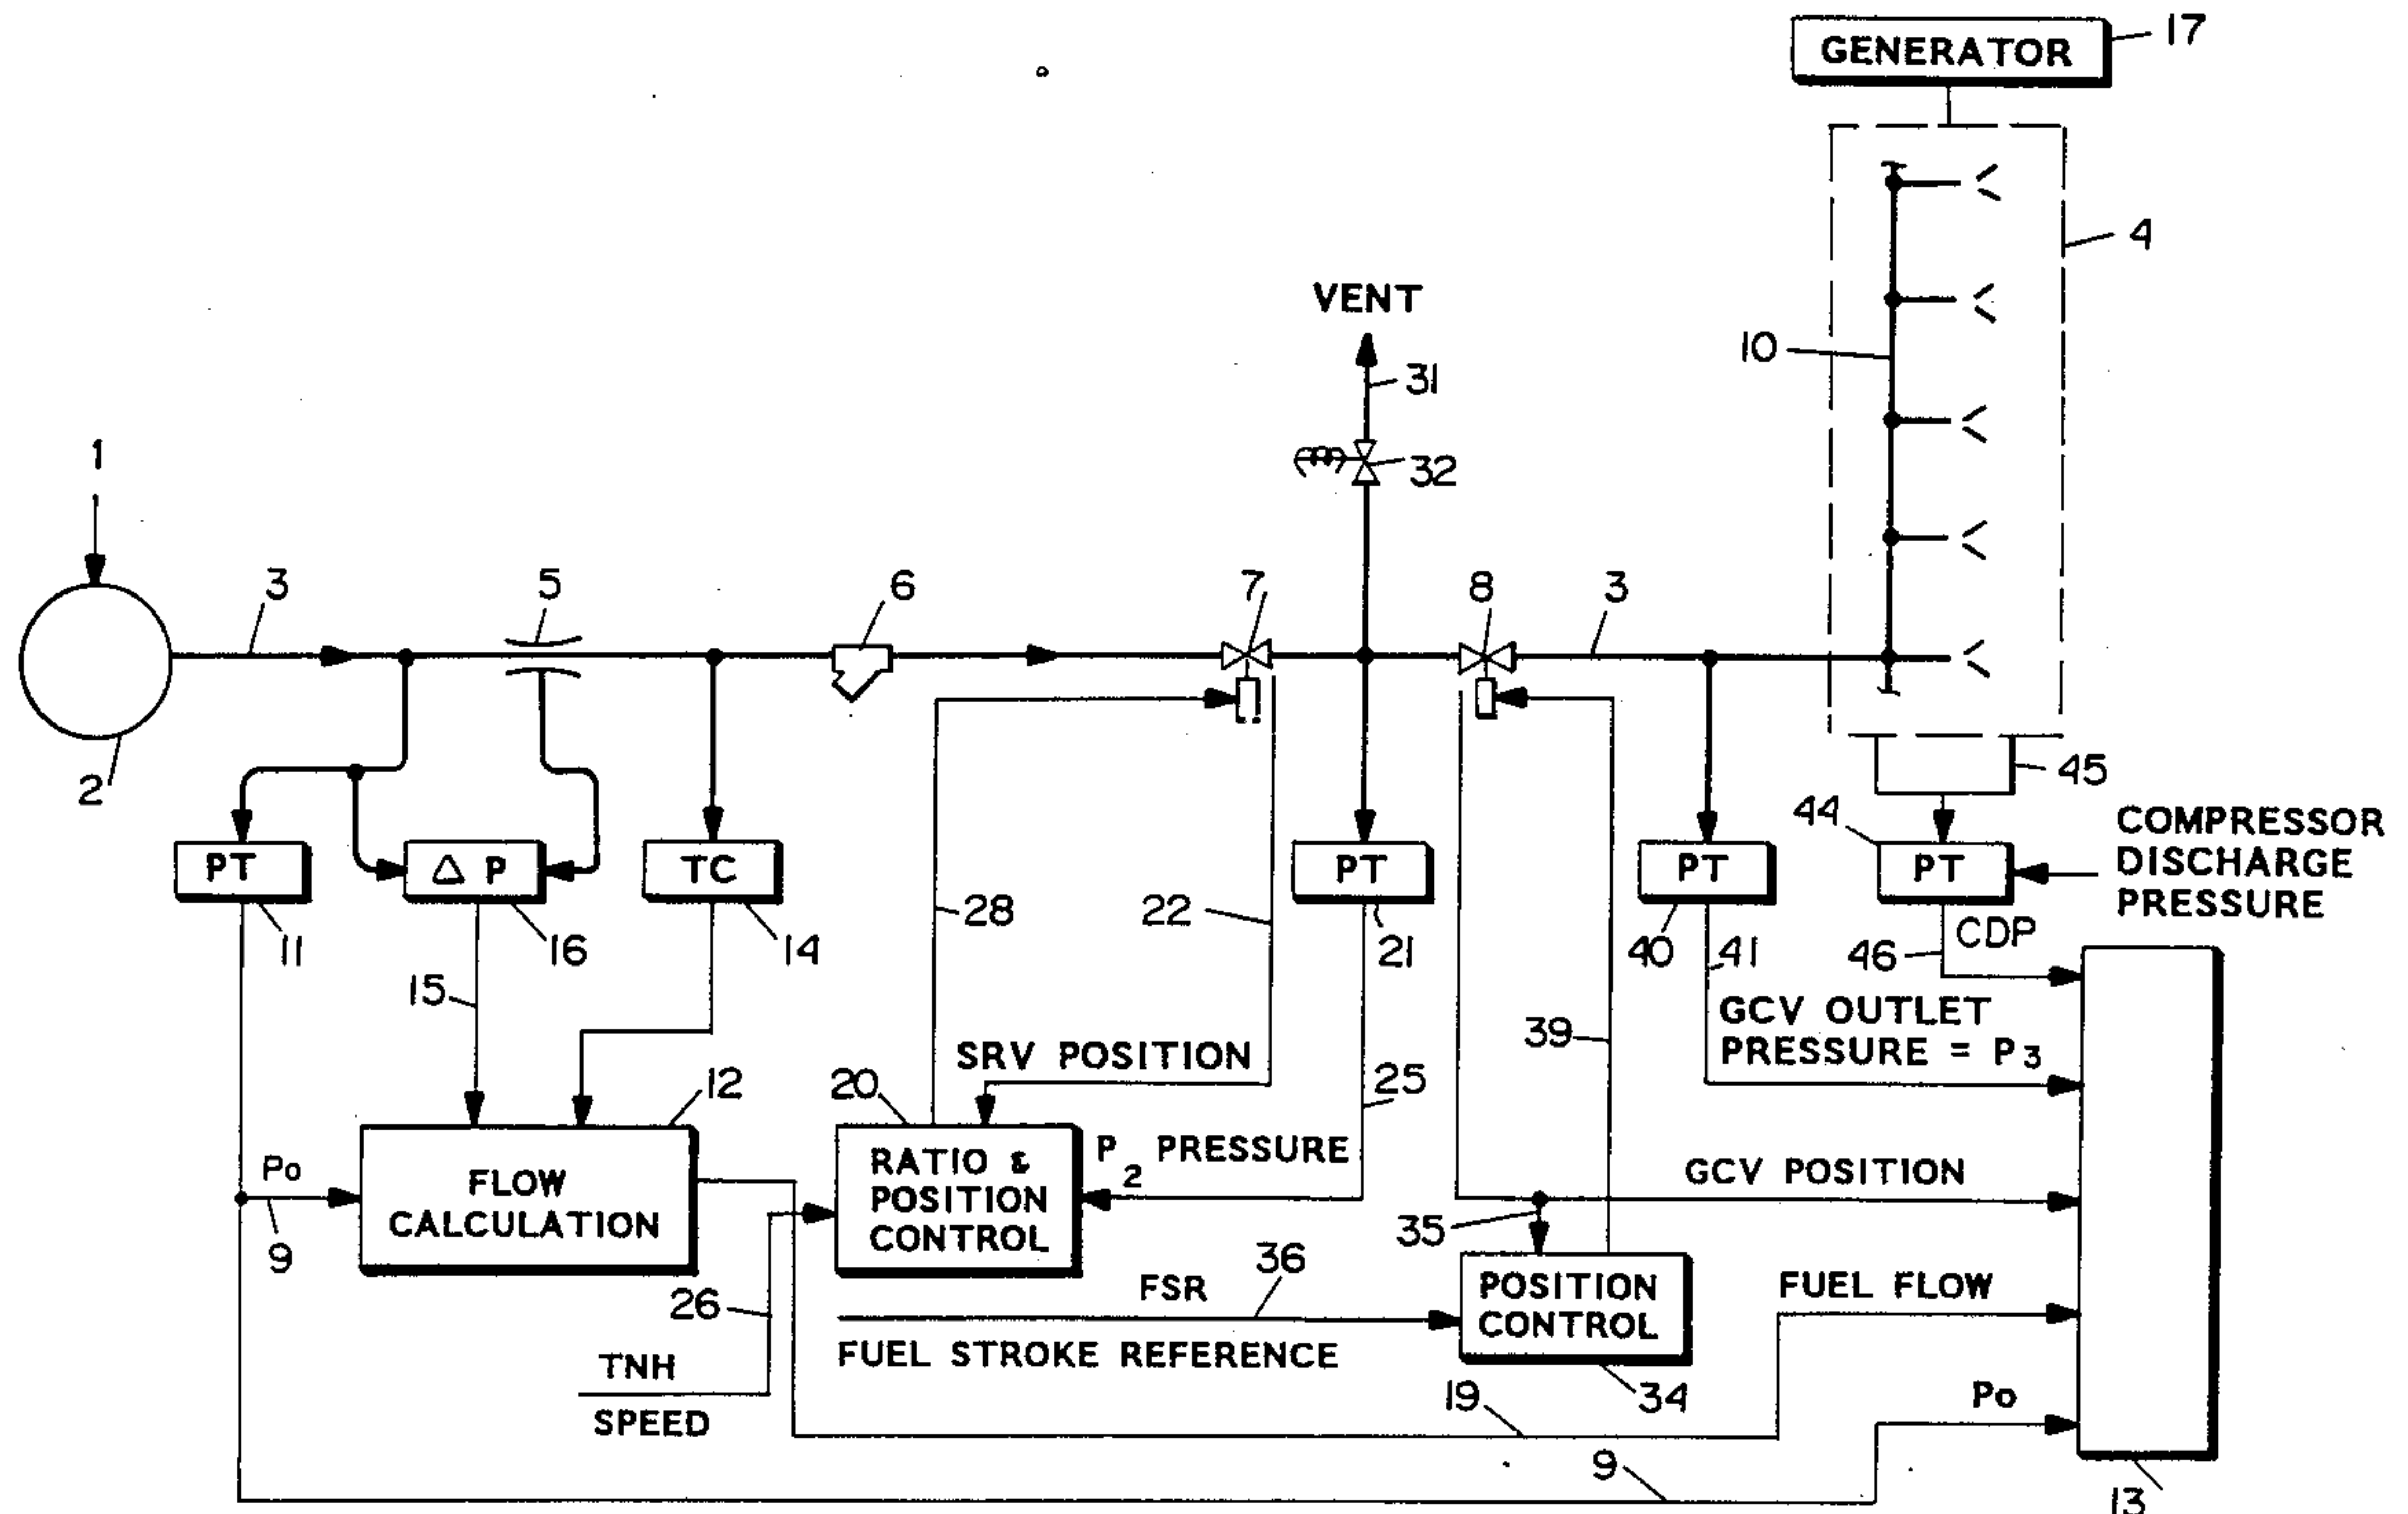 GENERATOR
17
4
VENT
10
31
32
1
3
5
6
7
8
3
2
45
44
COMPRESSOR
DISCHARGE
PRESSURE
PT
Δ P
TC
PT
PT
PT
11
16
14
28
22
21
40
41
46
CDP
15
GCV OUTLET
PRESSURE = P3
39
SRV POSITION
12
20
25
Po
FLOW
CALCULATION
RATIO &
POSITION
CONTROL
P2 PRESSURE
GCV POSITION
9
35
26
FSR
36
POSITION
CONTROL
FUEL FLOW
FUEL STROKE REFERENCE
TNH
SPEED
19
34
Po
9
13